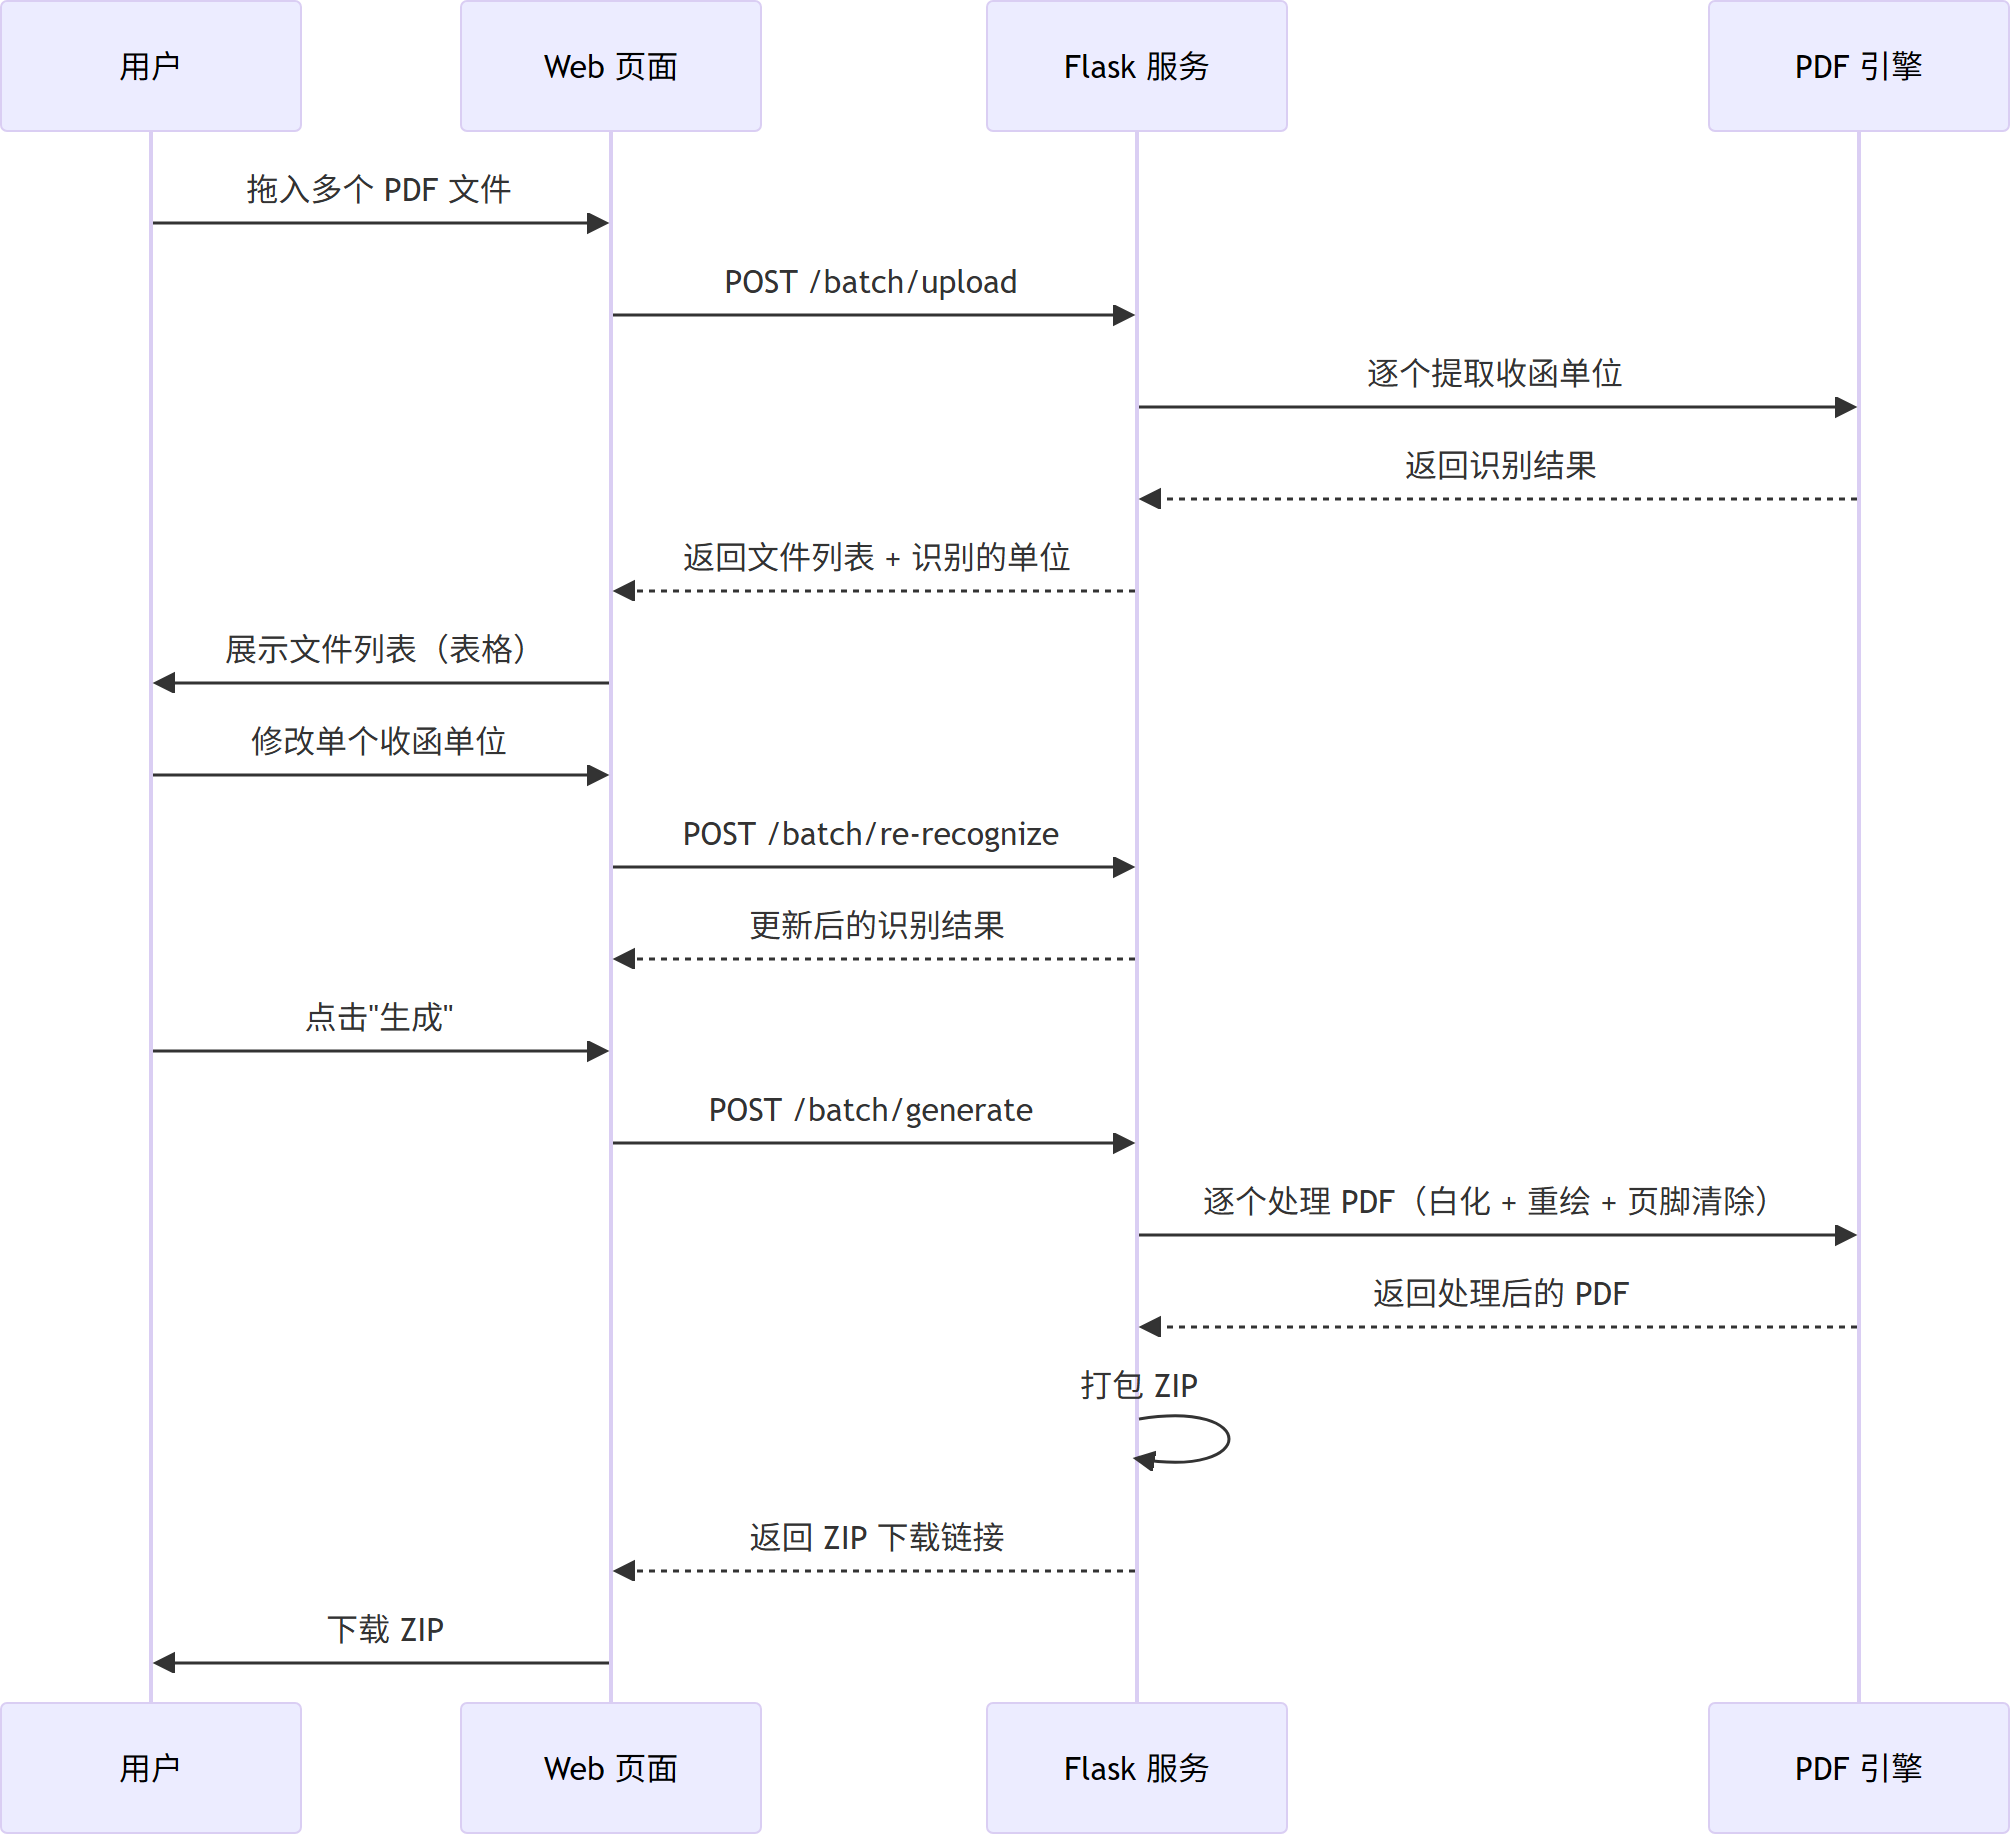 用户
Web 页面
Flask 服务
PDF 引擎
拖入多个 PDF 文件
POST /batch/upload
逐个提取收函单位
返回识别结果
返回文件列表 + 识别的单位
展示文件列表（表格）
修改单个收函单位
POST /batch/re-recognize
更新后的识别结果
点击"生成"
POST /batch/generate
逐个处理 PDF（白化 + 重绘 + 页脚清除）
返回处理后的 PDF
打包 ZIP
返回 ZIP 下载链接
下载 ZIP
用户
Web 页面
Flask 服务
PDF 引擎